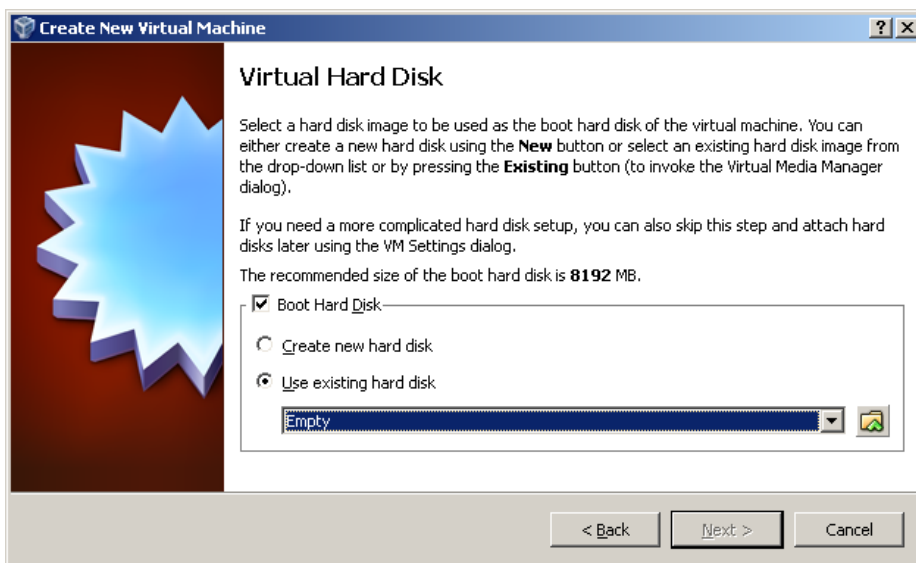 Create New Virtual Machine
Virtual Hard Disk
Select a hard disk image to be used as the boot hard disk of the virtual machine. You can
either create a new hard disk using the New button or select an existing hard disk image from
the drop-down list or by pressing the Existing button (to invoke the Virtual Media Manager
dialog).
If you need a more complicated hard disk setup, you can also skip this step and attach hard
disks later using the VM Settings dialog.
The recommended size of the boot hard disk is 8192 MB.
Boot Hard Disk
Create new hard disk
Use existing hard disk
Empty
< Back Next > Cancel